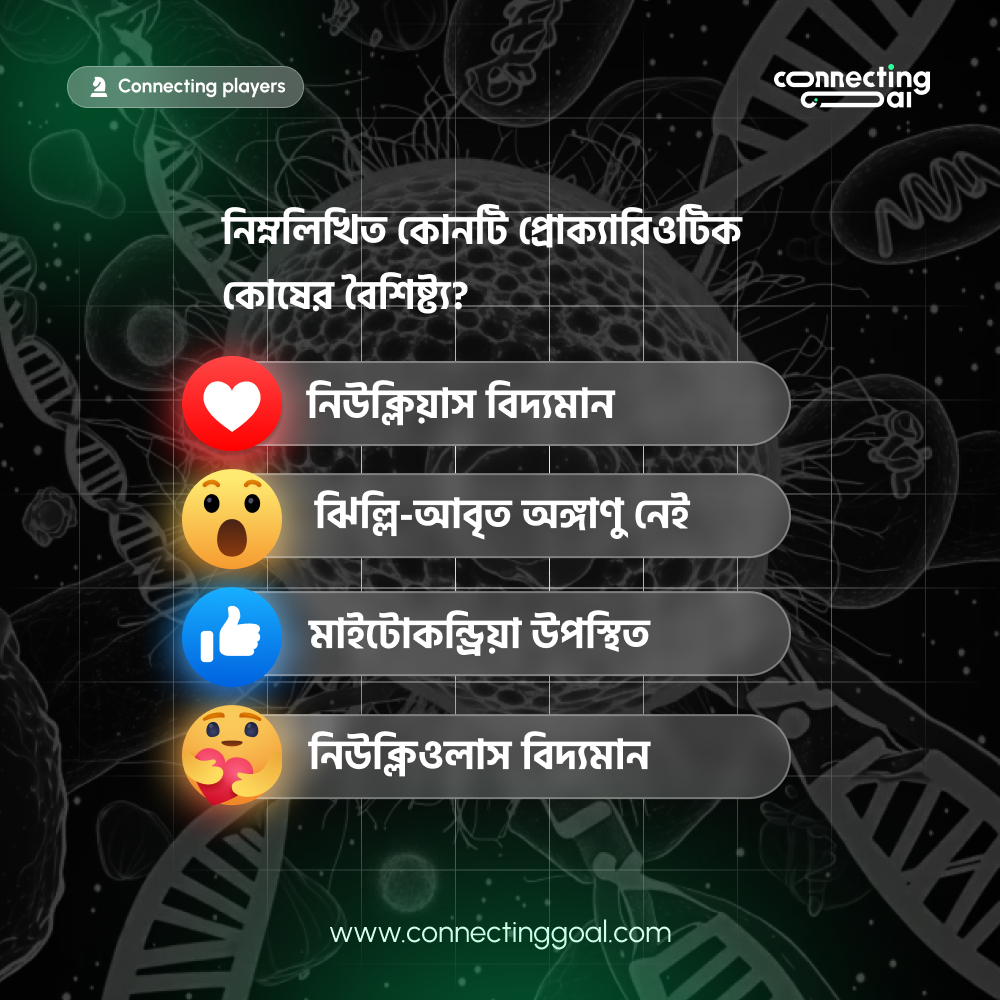 Connecting players
connecting
goal
নিম্নলিখিত কোনটি প্রোক্যারিওটিক
কোষের বৈশিষ্ট্য?
নিউক্লিয়াস বিদ্যমান
ঝিল্লি-আবৃত অঙ্গাণু নেই
মাইটোকন্ড্রিয়া উপস্থিত
নিউক্লিওলাস বিদ্যমান
www.connectinggoal.com